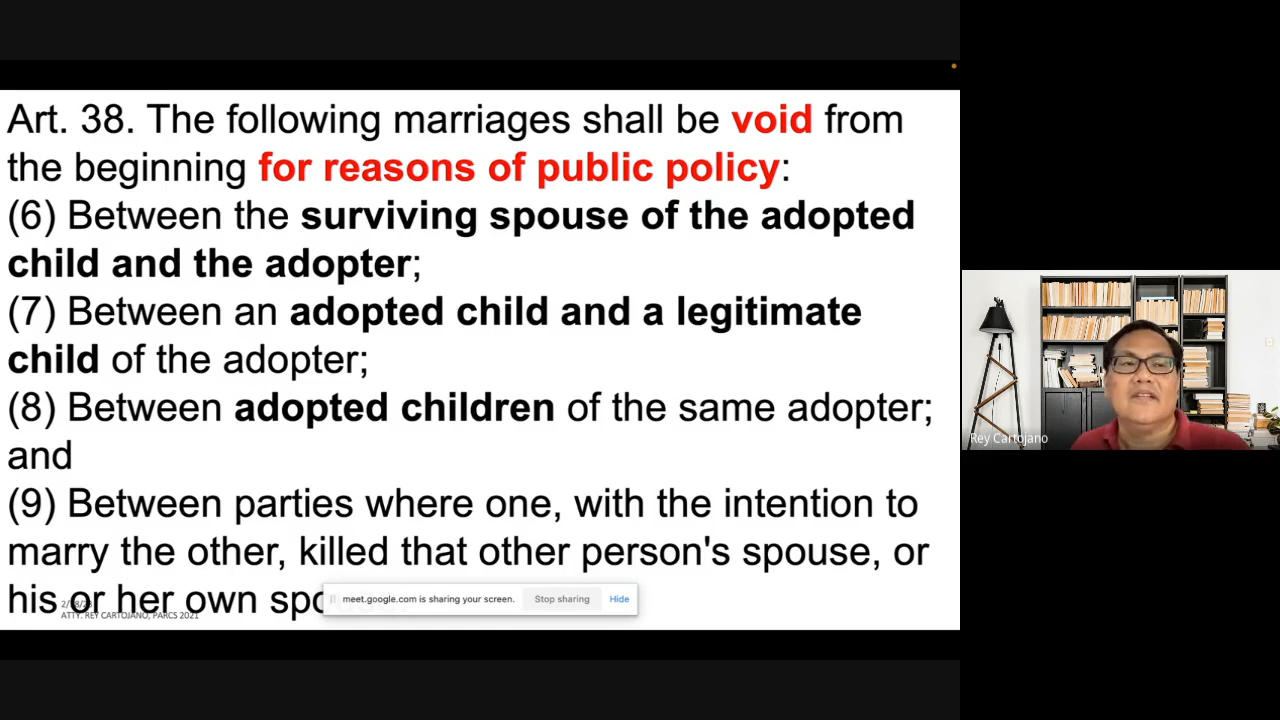 Art. 38. The following marriages shall be void from
the beginning for reasons of public policy:
(6) Between the surviving spouse of the adopted
child and the adopter;
(7) Between an adopted child and a legitimate
child of the adopter;
(8) Between adopted children of the same adopter;
and
(9) Between parties where one, with the intention to
marry the other, killed that other person's spouse, or
his or her own
ATTY. REY CARTOJANO, PARCS 2021
meet.google.com is sharing your screen.
Stop sharing
Hide
Rey Cartojano